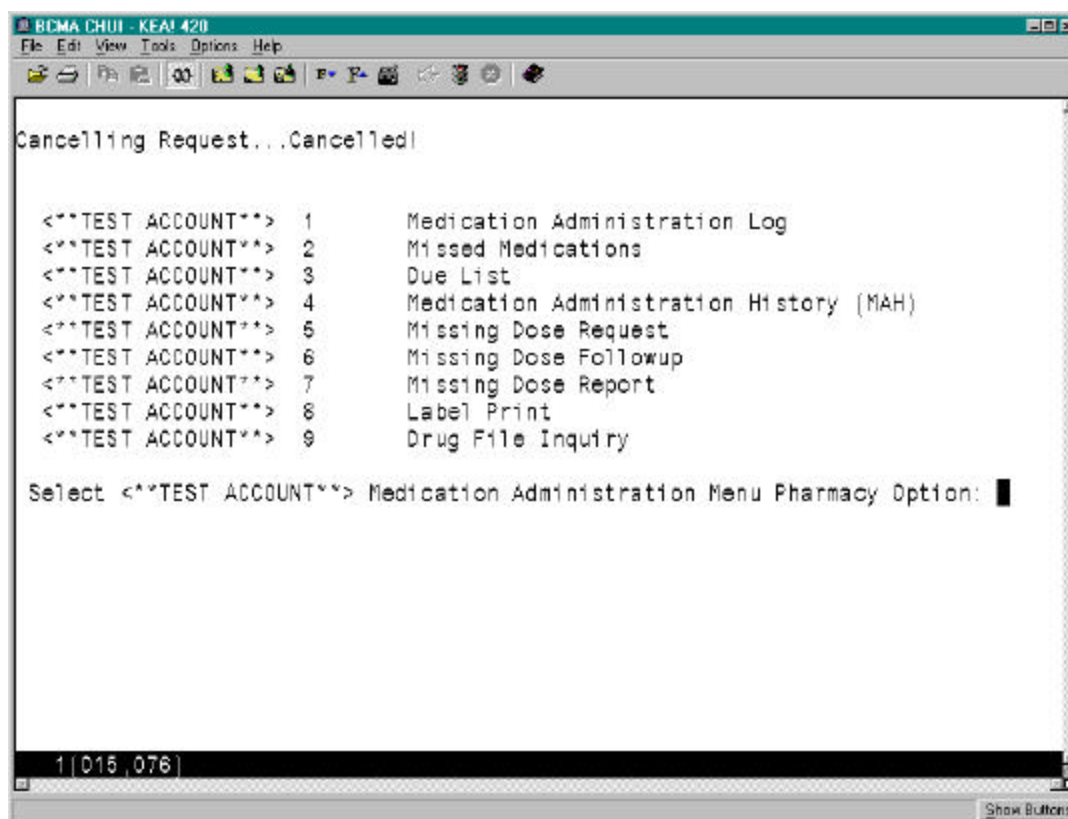 BCMA CHUI - KEA! 420
File Edit View Tools Options Help
Cancelling Request...Cancelled!
<**TEST ACCOUNT**> 1 Medication Administration Log
<**TEST ACCOUNT**> 2 Missed Medications
<**TEST ACCOUNT**> 3 Due List
<**TEST ACCOUNT**> 4 Medication Administration History (MAH)
<**TEST ACCOUNT**> 5 Missing Dose Request
<**TEST ACCOUNT**> 6 Missing Dose Followup
<**TEST ACCOUNT**> 7 Missing Dose Report
<**TEST ACCOUNT**> 8 Label Print
<**TEST ACCOUNT**> 9 Drug File Inquiry
Select <**TEST ACCOUNT**> Medication Administration Menu Pharmacy Option:
1(015,076)
Show Buttons